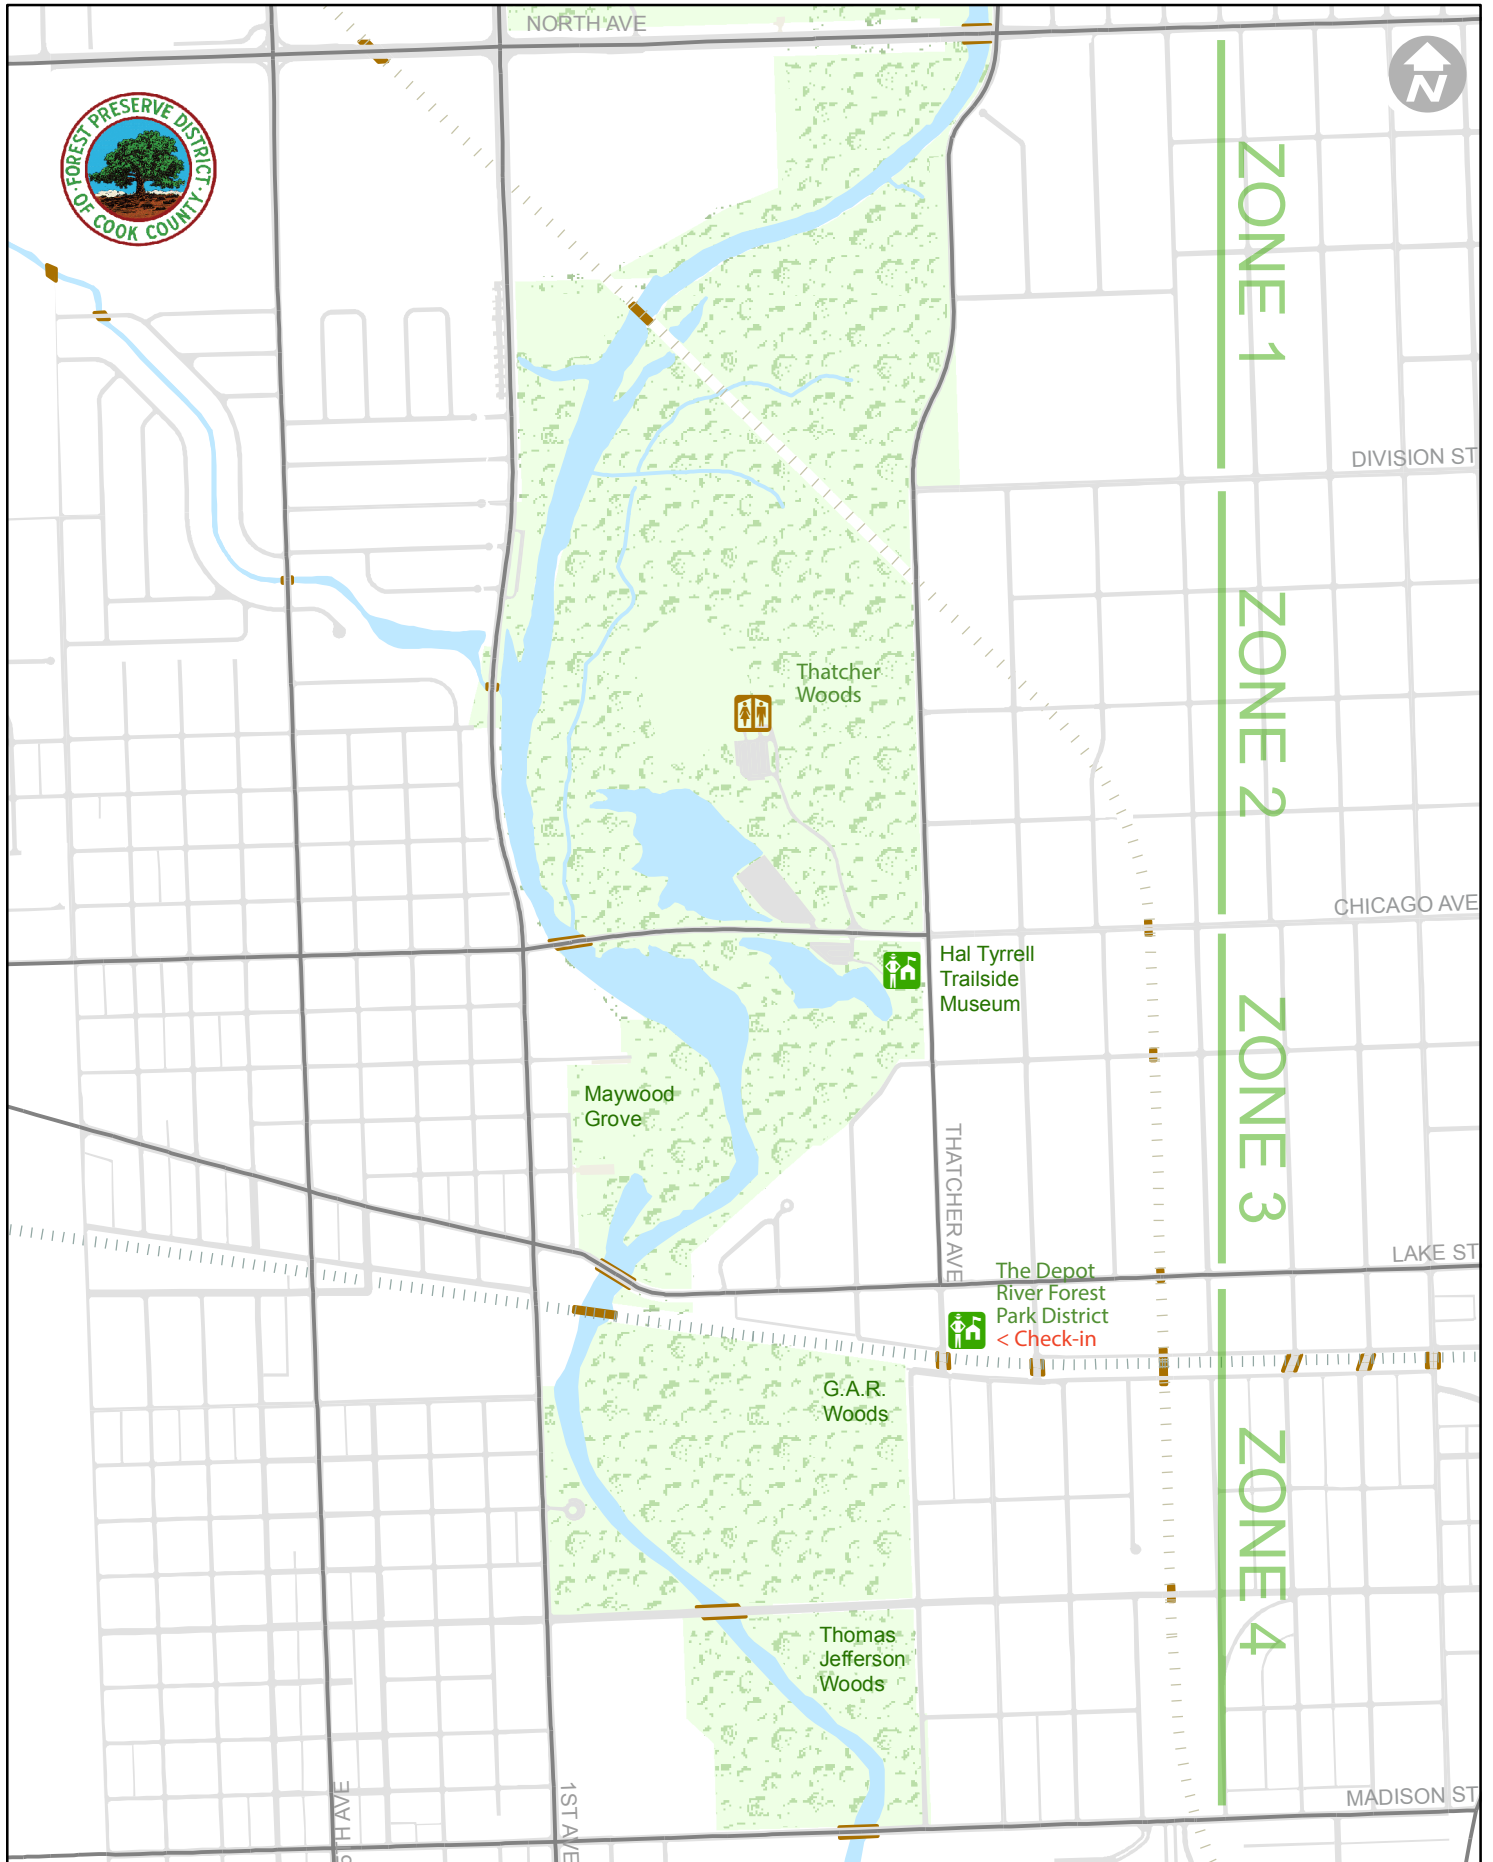 NORTH AVE
FOREST PRESERVE DISTRICT
OF COOK COUNTY
N
ZONE 1
DIVISION ST
ZONE 2
Thatcher
Woods
CHICAGO AVE
Hal Tyrrell
Trailside
Museum
ZONE 3
Maywood
Grove
THATCHER AVE
LAKE ST
The Depot
River Forest
Park District
< Check-in
G.A.R.
Woods
ZONE 4
Thomas
Jefferson
Woods
MADISON ST
5TH AVE
1ST AVE